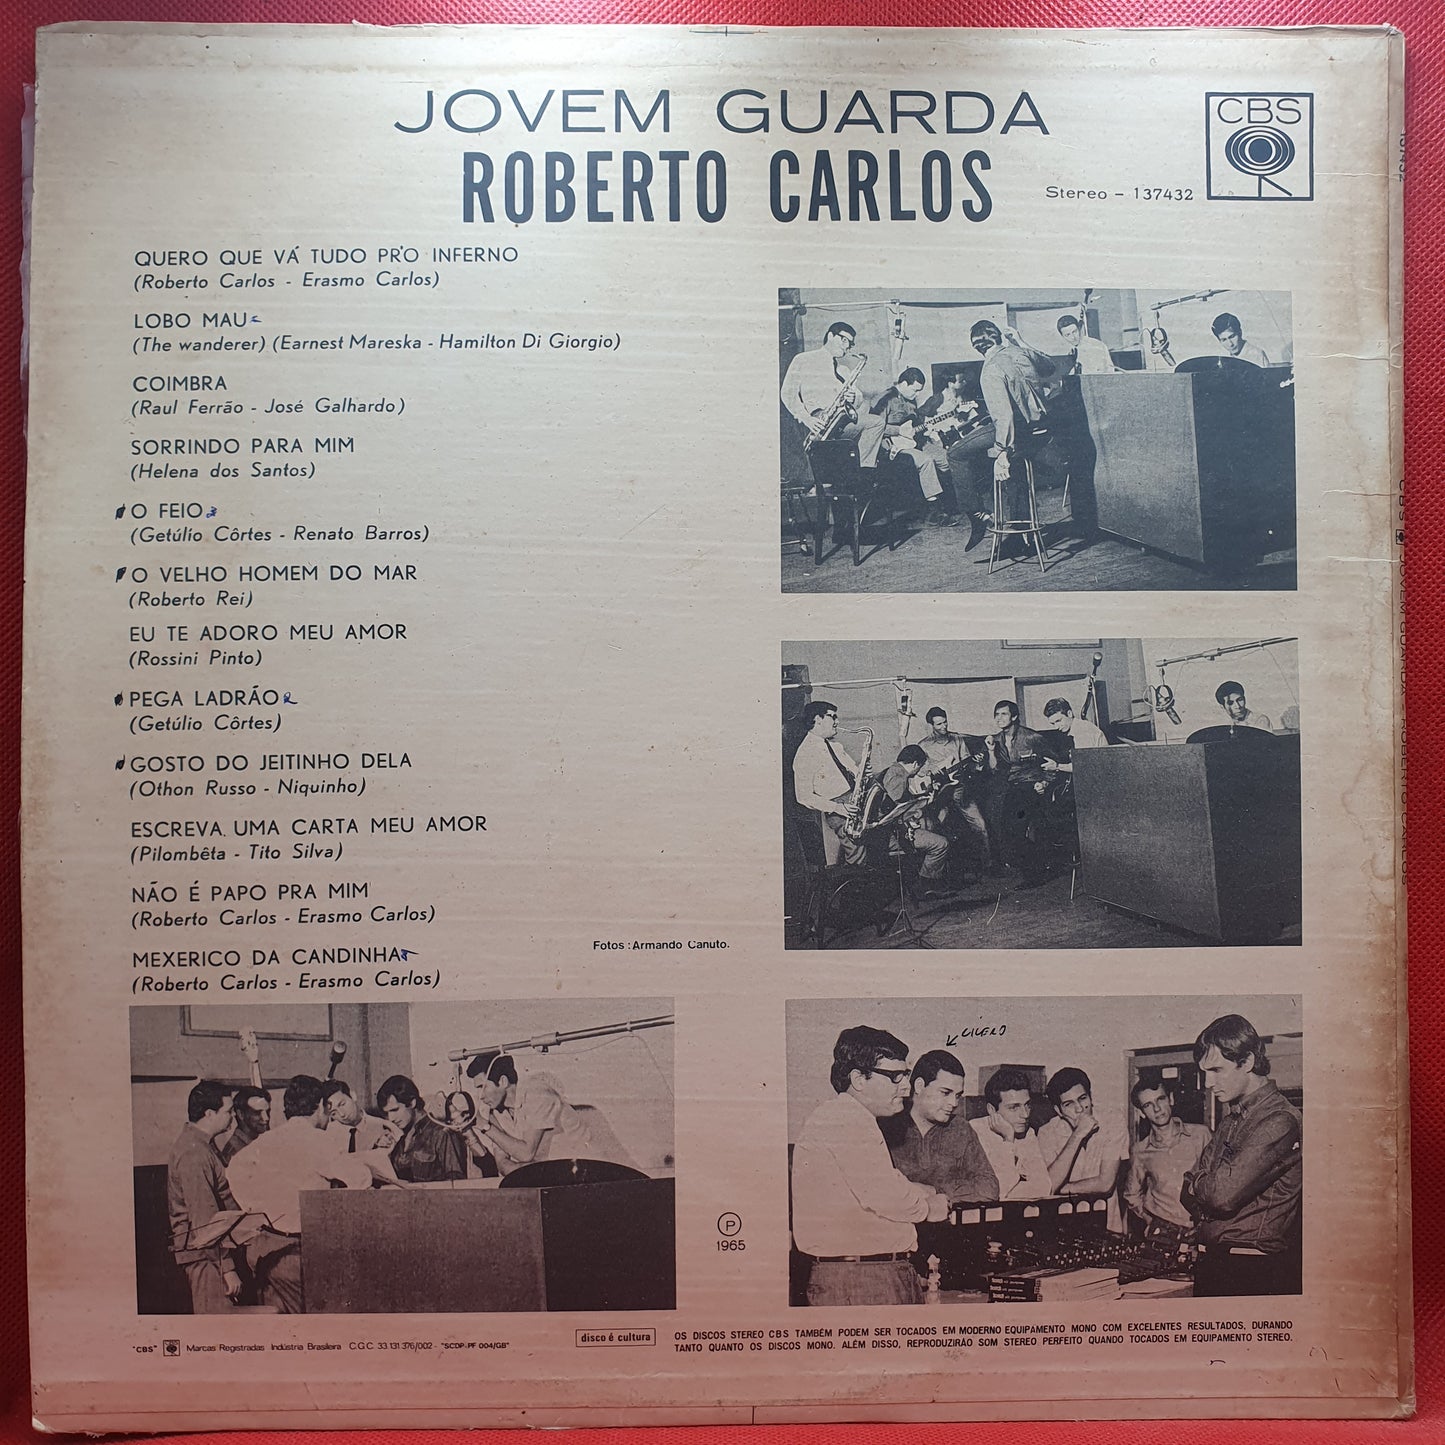 JOVEM GUARDA
ROBERTO CARLOS
Stereo - 137432
CBS
QUERO QUE VÁ TUDO PRO INFERNO
(Roberto Carlos - Erasmo Carlos)
LOBO MAU
(The wanderer) (Earnest Mareska - Hamilton Di Giorgio)
COIMBRA
(Raul Ferrão - José Galhardo)
SORRINDO PARA MIM
(Helena dos Santos)
O FEIO
(Getúlio Côrtes - Renato Barros)
O VELHO HOMEM DO MAR
(Roberto Rei)
EU TE ADORO MEU AMOR
(Rossini Pinto)
PEGA LADRÃO
(Getúlio Côrtes)
GOSTO DO JEITINHO DELA
(Othon Russo - Niquinho)
ESCREVA UMA CARTA MEU AMOR
(Pilombêta - Tito Silva)
NÃO É PAPO PRA MIM
(Roberto Carlos - Erasmo Carlos)
MEXERICO DA CANDINHA
(Roberto Carlos - Erasmo Carlos)
Fotos : Armando Canuto.
CÍCERO
P
1965
"CBS" Marcas Registradas Indústria Brasileira C.G.C. 33.131.376/002 - "SCDP-PF 004/GB"
disco é cultura
OS DISCOS STEREO CBS TAMBÉM PODEM SER TOCADOS EM MODERNO EQUIPAMENTO MONO COM EXCELENTES RESULTADOS, DURANDO
TANTO QUANTO OS DISCOS MONO. ALÉM DISSO, REPRODUZIRÃO SOM STEREO PERFEITO QUANDO TOCADOS EM EQUIPAMENTO STEREO.
CBS JOVEM GUARDA - ROBERTO CARLOS